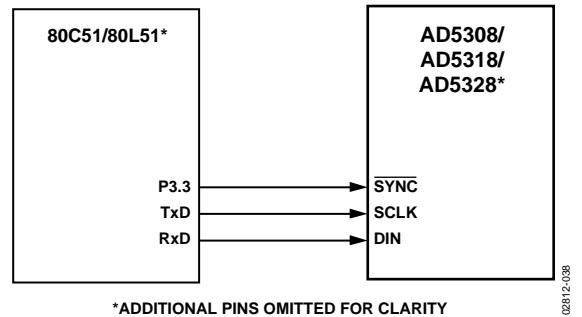 80C51/80L51*
AD5308/
AD5318/
AD5328*
P3.3
SYNC
TxD
SCLK
RxD
DIN
*ADDITIONAL PINS OMITTED FOR CLARITY
02812-038